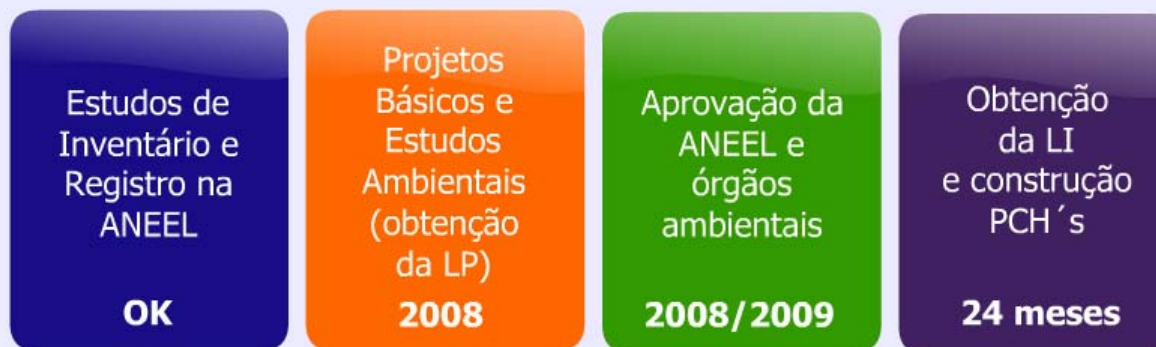 Estudos de
Inventário e
Registro na
ANEEL
OK
Projetos
Básicos e
Estudos
Ambientais
(obtenção
da LP)
2008
Aprovação da
ANEEL e
órgãos
ambientais
2008/2009
Obtenção
da LI
e construção
PCH´s
24 meses